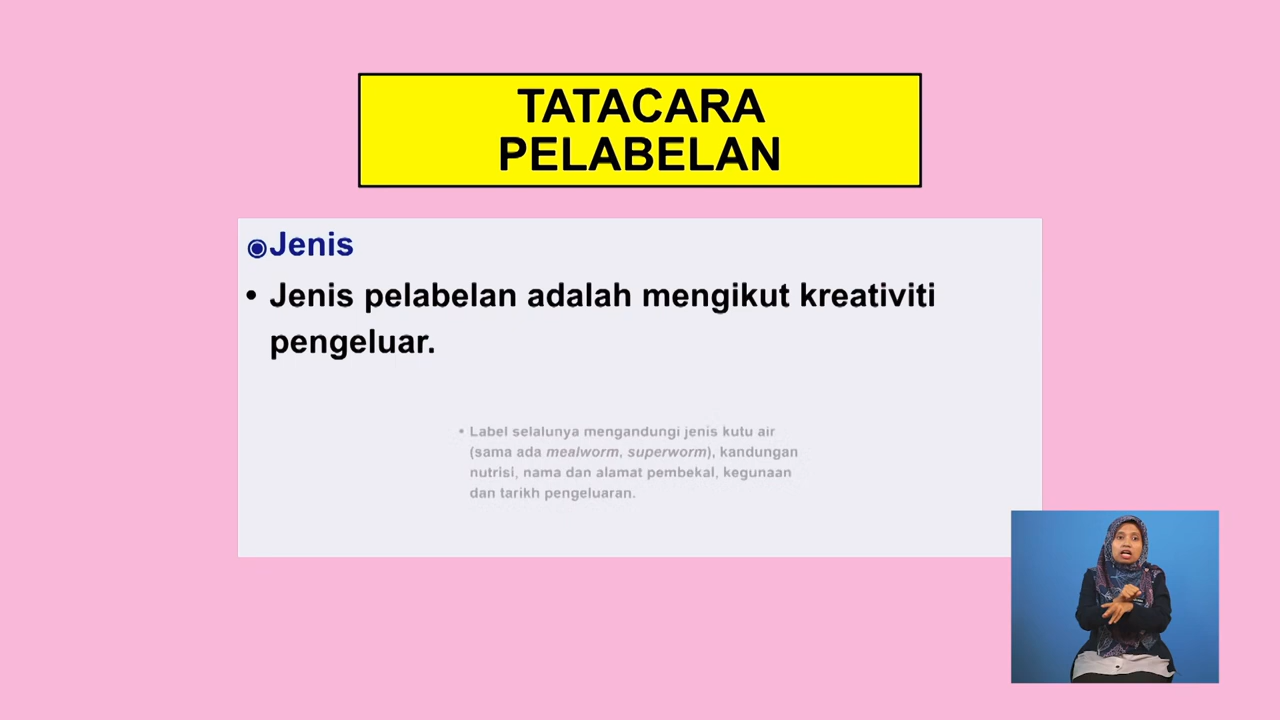 TATACARA
PELABELAN
◉Jenis
• Jenis pelabelan adalah mengikut kreativiti
pengeluar.
• Label selalunya mengandungi jenis kutu air
(sama ada mealworm, superworm), kandungan
nutrisi, nama dan alamat pembekal, kegunaan
dan tarikh pengeluaran.